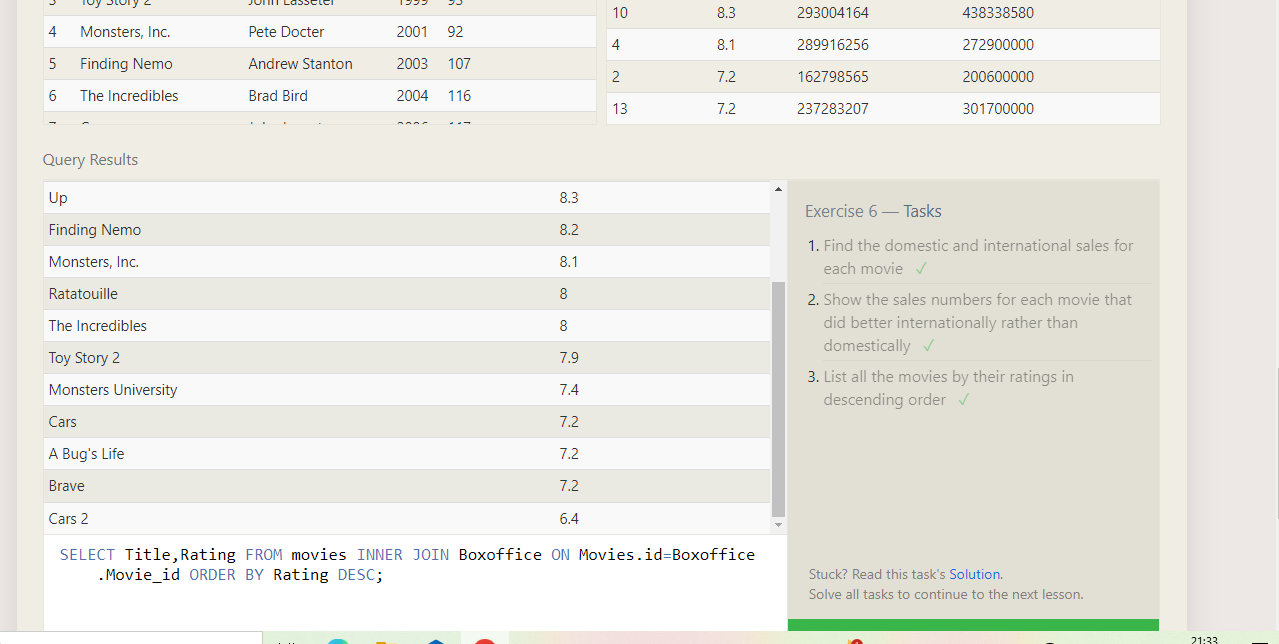 3 Toy Story 2 John Lasseter 1999 93
4 Monsters, Inc. Pete Docter 2001 92
5 Finding Nemo Andrew Stanton 2003 107
6 The Incredibles Brad Bird 2004 116
10 8.3 293004164 438338580
4 8.1 289916256 272900000
2 7.2 162798565 200600000
13 7.2 237283207 301700000
Query Results
Up 8.3
Finding Nemo 8.2
Monsters, Inc. 8.1
Ratatouille 8
The Incredibles 8
Toy Story 2 7.9
Monsters University 7.4
Cars 7.2
A Bug's Life 7.2
Brave 7.2
Cars 2 6.4
SELECT Title,Rating FROM movies INNER JOIN Boxoffice ON Movies.id=Boxoffice
.Movie_id ORDER BY Rating DESC;
Exercise 6 — Tasks
1. Find the domestic and international sales for
each movie ✓
2. Show the sales numbers for each movie that
did better internationally rather than
domestically ✓
3. List all the movies by their ratings in
descending order ✓
Stuck? Read this task's Solution.
Solve all tasks to continue to the next lesson.
21:33